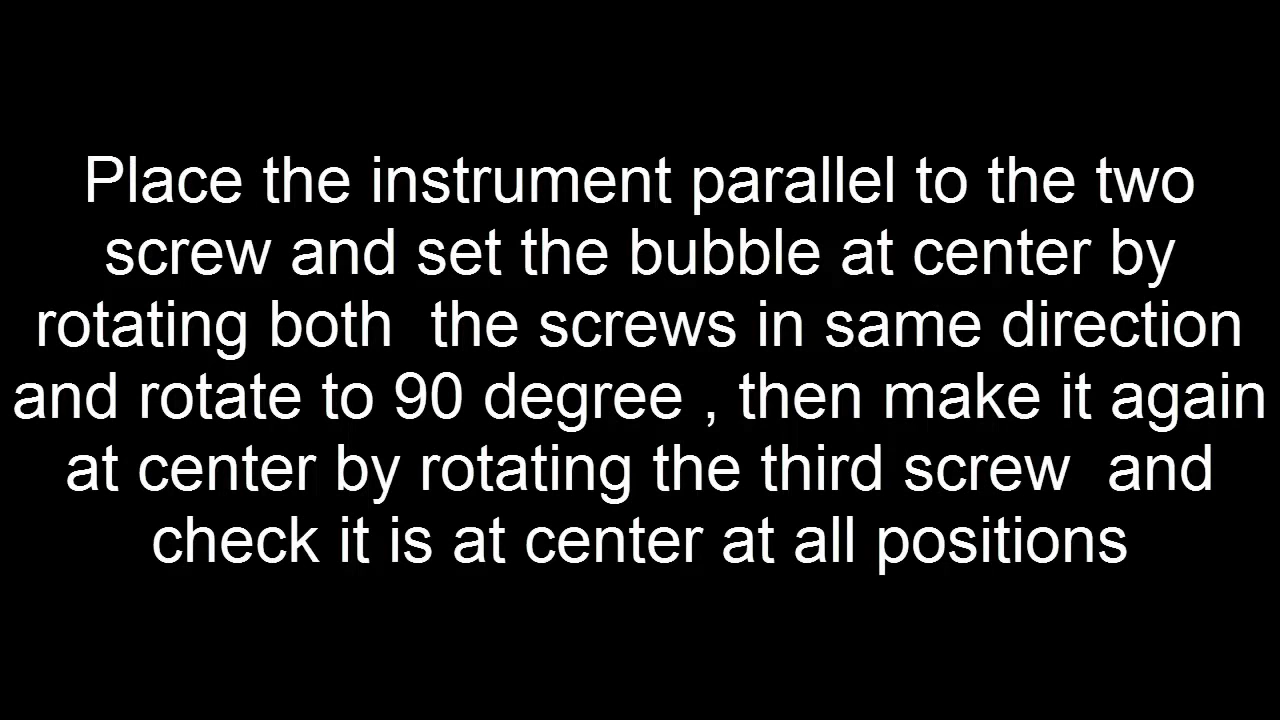 Place the instrument parallel to the two
screw and set the bubble at center by
rotating both  the screws in same direction
and rotate to 90 degree , then make it again
at center by rotating the third screw  and
check it is at center at all positions